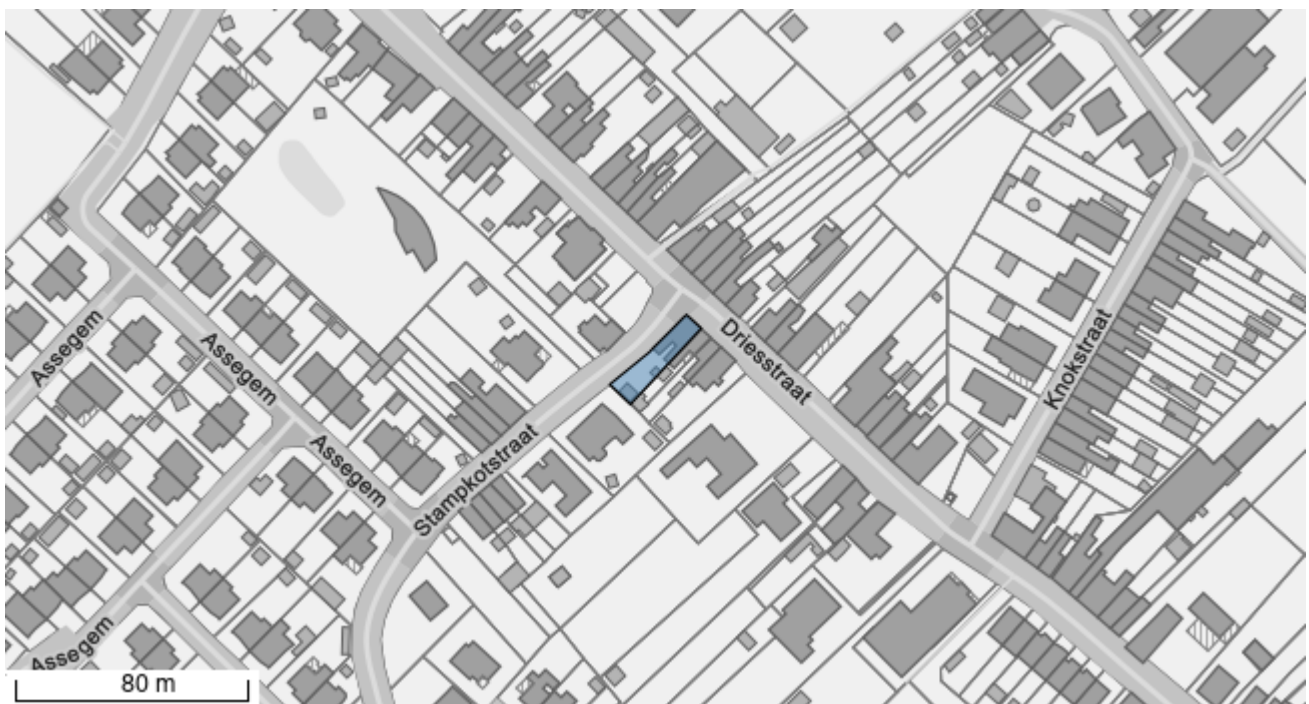 Assegem
Assegem
Driesstraat
Knokstraat
Assegem
Stampkotstraat
Assegem
80 m